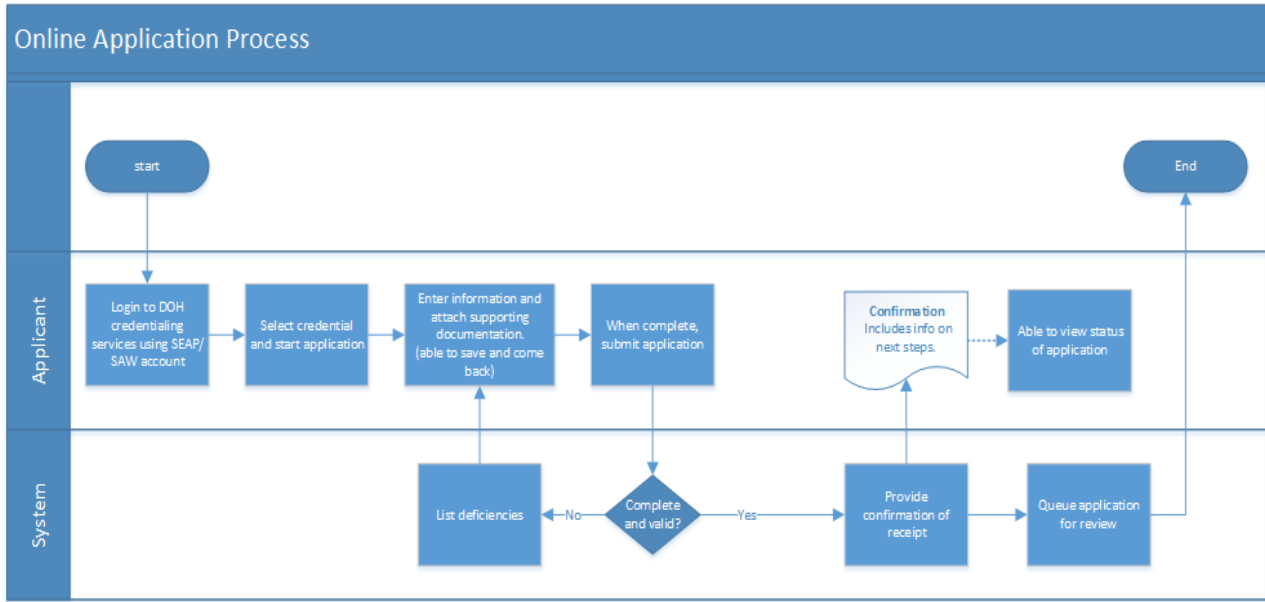 Online Application Process
start
End
Applicant
Login to DOH
credentialing
services using SEAP/
SAW account
Select credential
and start application
Enter information and
attach supporting
documentation.
(able to save and come
back)
When complete,
submit application
Confirmation
Includes info on
next steps.
Able to view status
of application
System
List deficiencies
No
Complete
and valid?
Yes
Provide
confirmation of
receipt
Queue application
for review